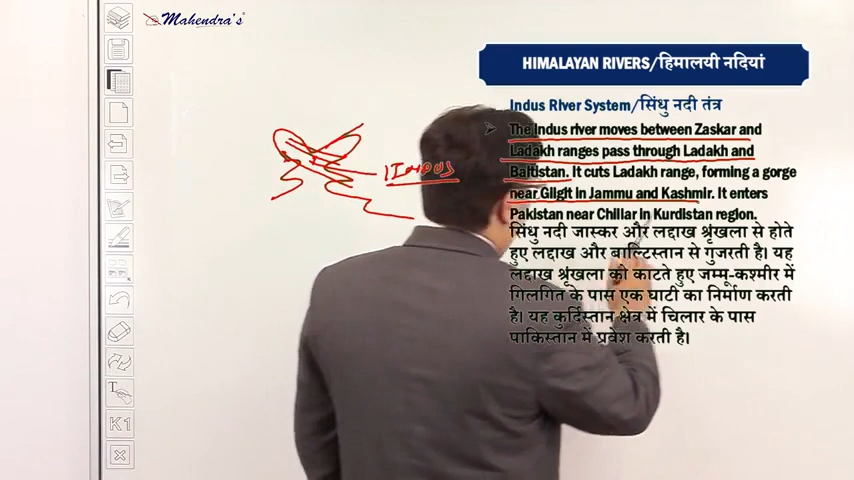 Mahendra's
HIMALAYAN RIVERS/हिमालयी नदियां
Indus River System/सिंधु नदी तंत्र
The Indus river moves between Zaskar and
Ladakh ranges pass through Ladakh and
Baltistan. It cuts Ladakh range, forming a gorge
near Gilgit in Jammu and Kashmir. It enters
Pakistan near Chillar in Kurdistan region.
सिंधु नदी जास्कर और लद्दाख श्रृंखला से होते
हुए लद्दाख और बाल्टिस्तान से गुजरती है। यह
लद्दाख श्रृंखला को काटते हुए जम्मू-कश्मीर में
गिलगित के पास एक घाटी का निर्माण करती
है। यह कुर्दिस्तान क्षेत्र में चिलार के पास
पाकिस्तान में प्रवेश करती है।
INDUS
T
K1